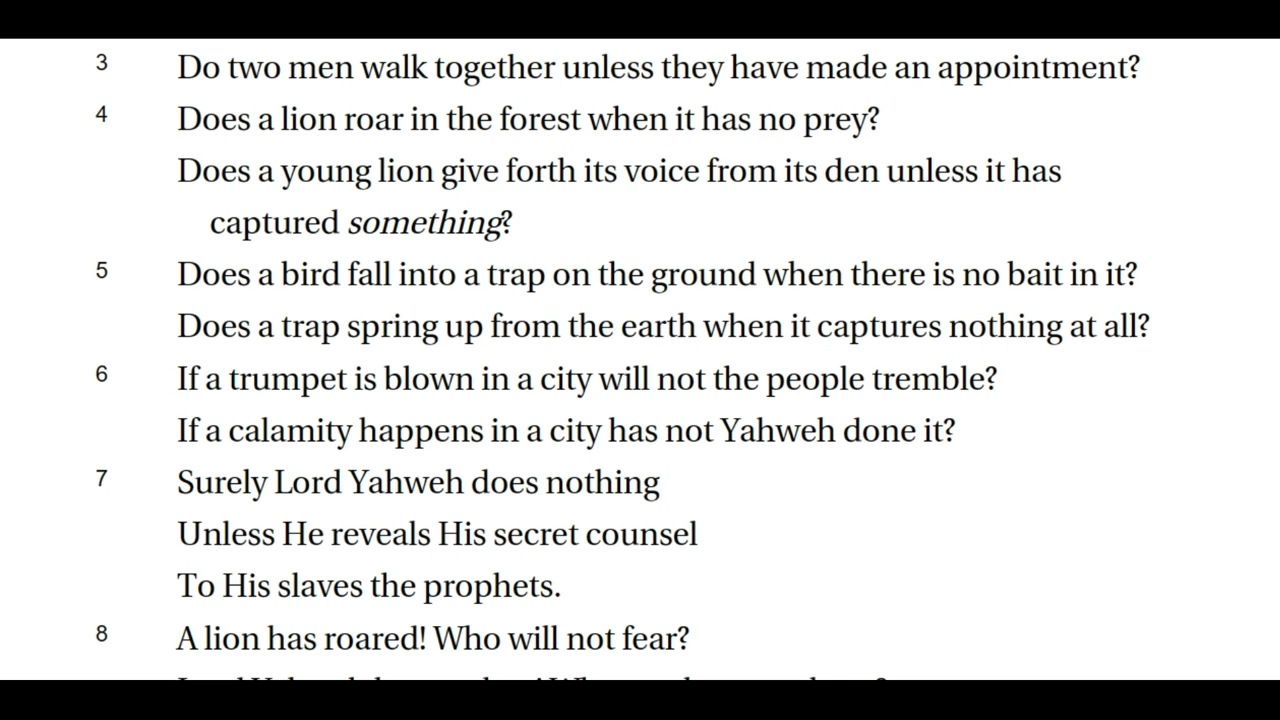 3 Do two men walk together unless they have made an appointment?
4 Does a lion roar in the forest when it has no prey?
Does a young lion give forth its voice from its den unless it has
captured something?
5 Does a bird fall into a trap on the ground when there is no bait in it?
Does a trap spring up from the earth when it captures nothing at all?
6 If a trumpet is blown in a city will not the people tremble?
If a calamity happens in a city has not Yahweh done it?
7 Surely Lord Yahweh does nothing
Unless He reveals His secret counsel
To His slaves the prophets.
8 A lion has roared! Who will not fear?